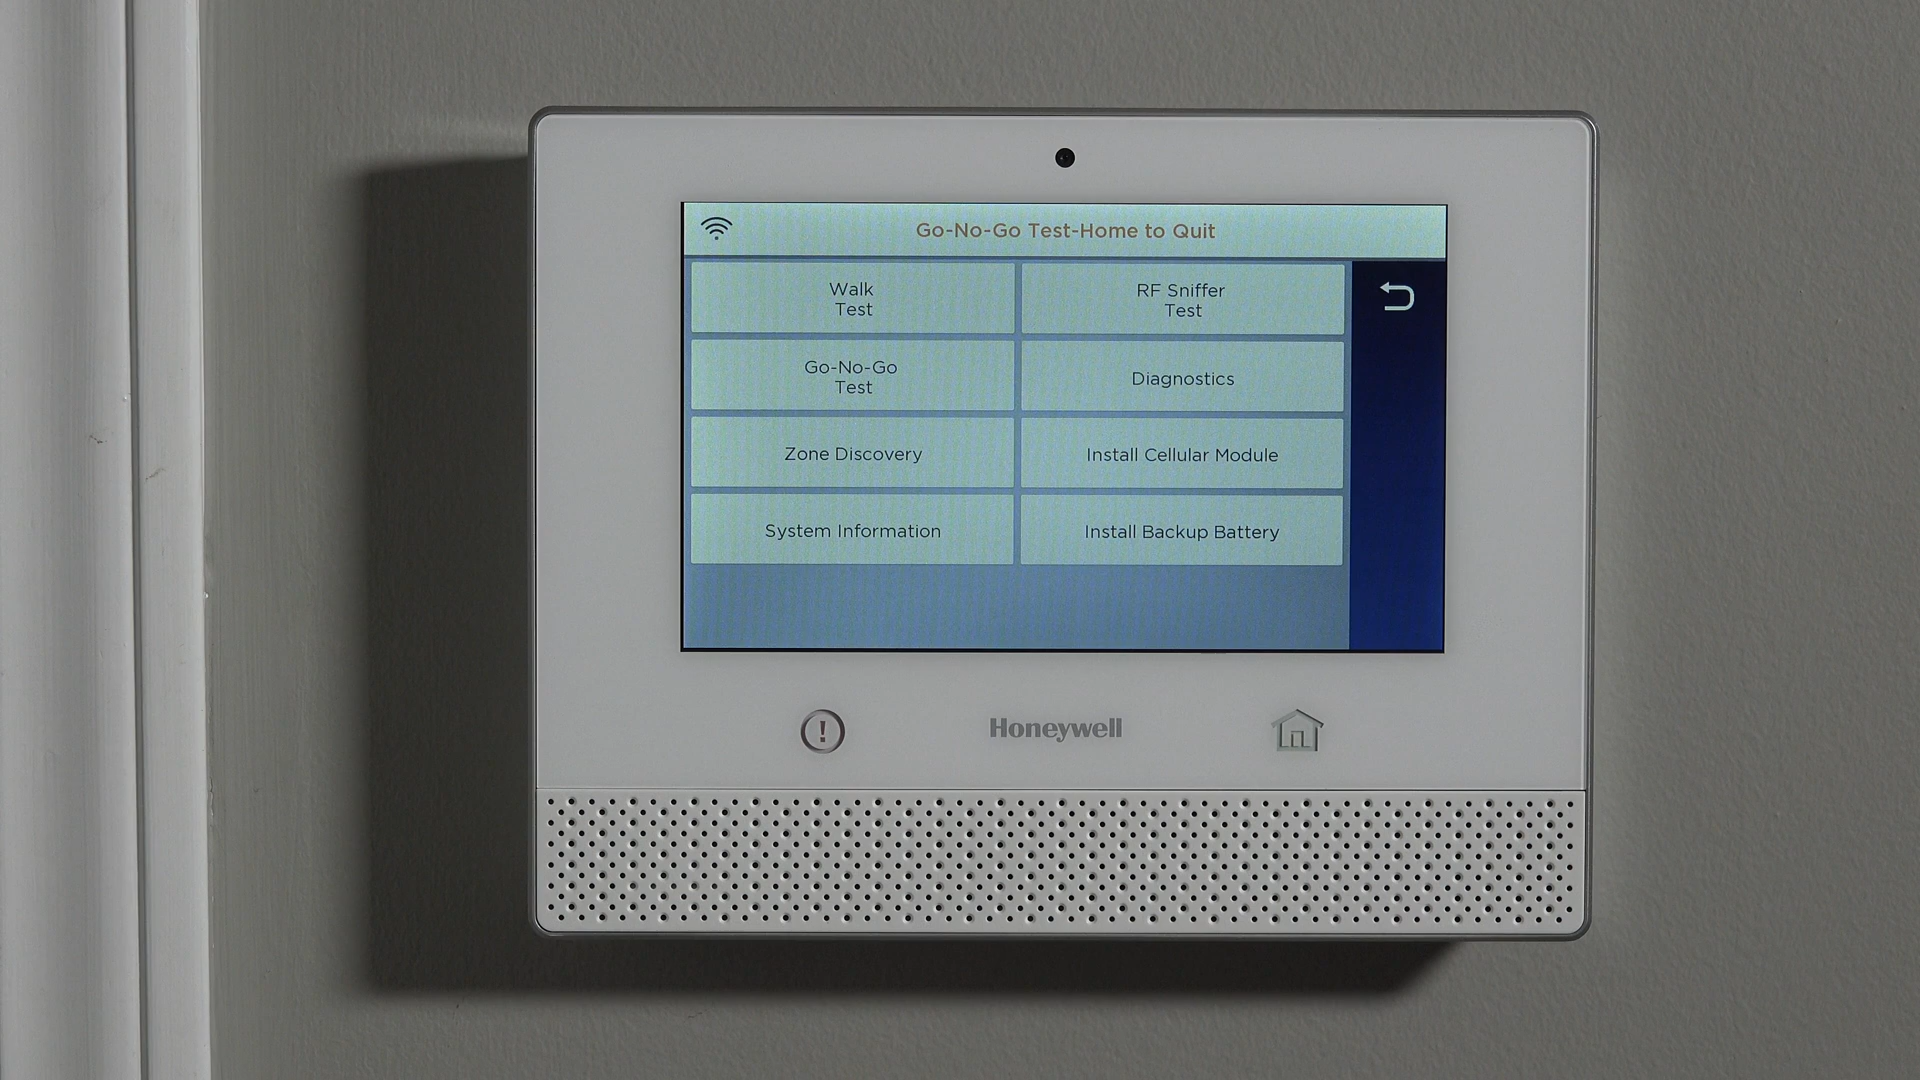 Go-No-Go Test-Home to Quit
Walk
Test
RF Sniffer
Test
Go-No-Go
Test
Diagnostics
Zone Discovery
Install Cellular Module
System Information
Install Backup Battery
Honeywell